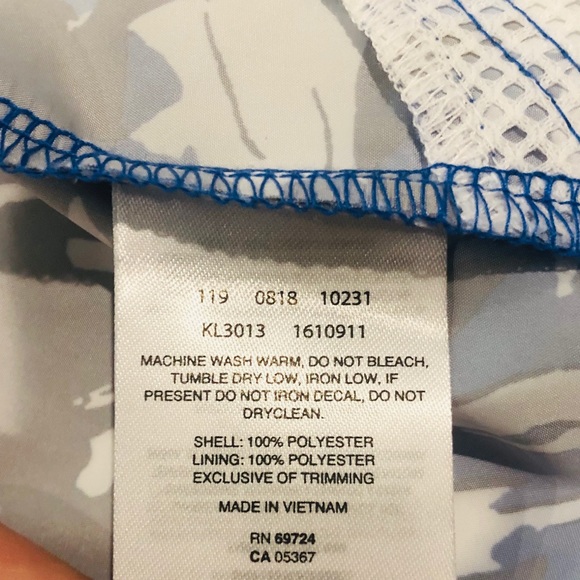 119 0818 10231
KL3013 1610911
MACHINE WASH WARM, DO NOT BLEACH,
TUMBLE DRY LOW, IRON LOW, IF
PRESENT DO NOT IRON DECAL, DO NOT
DRYCLEAN.
SHELL: 100% POLYESTER
LINING: 100% POLYESTER
EXCLUSIVE OF TRIMMING
MADE IN VIETNAM
RN 69724
CA 05367